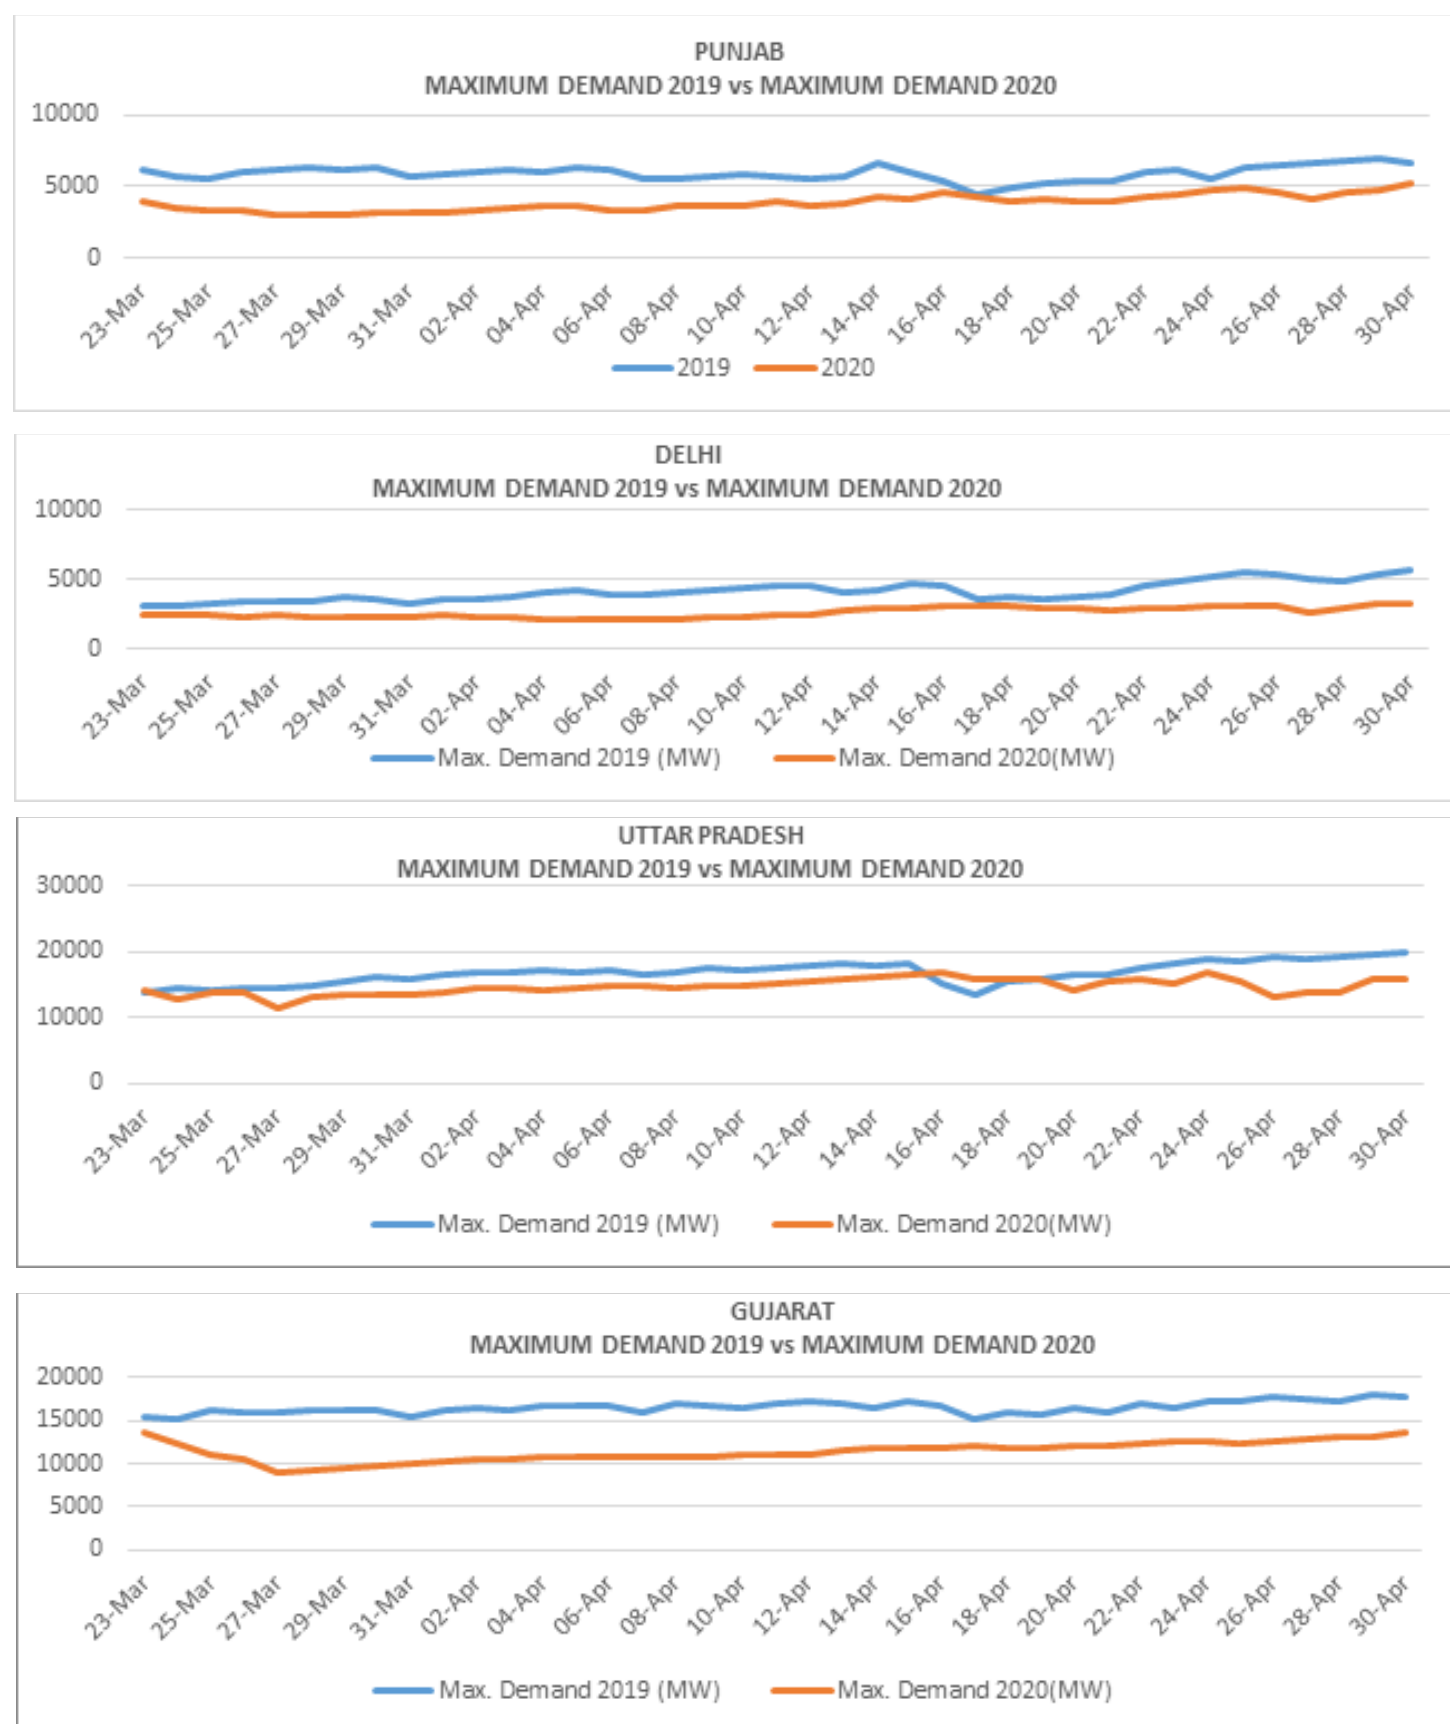 PUNJAB
MAXIMUM DEMAND 2019 vs MAXIMUM DEMAND 2020
10000
5000
0
23-Mar 25-Mar 27-Mar 29-Mar 31-Mar 02-Apr 04-Apr 06-Apr 08-Apr 10-Apr 12-Apr 14-Apr 16-Apr 18-Apr 20-Apr 22-Apr 24-Apr 26-Apr 28-Apr 30-Apr
2019 2020
DELHI
MAXIMUM DEMAND 2019 vs MAXIMUM DEMAND 2020
10000
5000
0
23-Mar 25-Mar 27-Mar 29-Mar 31-Mar 02-Apr 04-Apr 06-Apr 08-Apr 10-Apr 12-Apr 14-Apr 16-Apr 18-Apr 20-Apr 22-Apr 24-Apr 26-Apr 28-Apr 30-Apr
Max. Demand 2019 (MW) Max. Demand 2020(MW)
UTTAR PRADESH
MAXIMUM DEMAND 2019 vs MAXIMUM DEMAND 2020
30000
20000
10000
0
23-Mar 25-Mar 27-Mar 29-Mar 31-Mar 02-Apr 04-Apr 06-Apr 08-Apr 10-Apr 12-Apr 14-Apr 16-Apr 18-Apr 20-Apr 22-Apr 24-Apr 26-Apr 28-Apr 30-Apr
Max. Demand 2019 (MW) Max. Demand 2020(MW)
GUJARAT
MAXIMUM DEMAND 2019 vs MAXIMUM DEMAND 2020
20000
15000
10000
5000
0
23-Mar 25-Mar 27-Mar 29-Mar 31-Mar 02-Apr 04-Apr 06-Apr 08-Apr 10-Apr 12-Apr 14-Apr 16-Apr 18-Apr 20-Apr 22-Apr 24-Apr 26-Apr 28-Apr 30-Apr
Max. Demand 2019 (MW) Max. Demand 2020(MW)